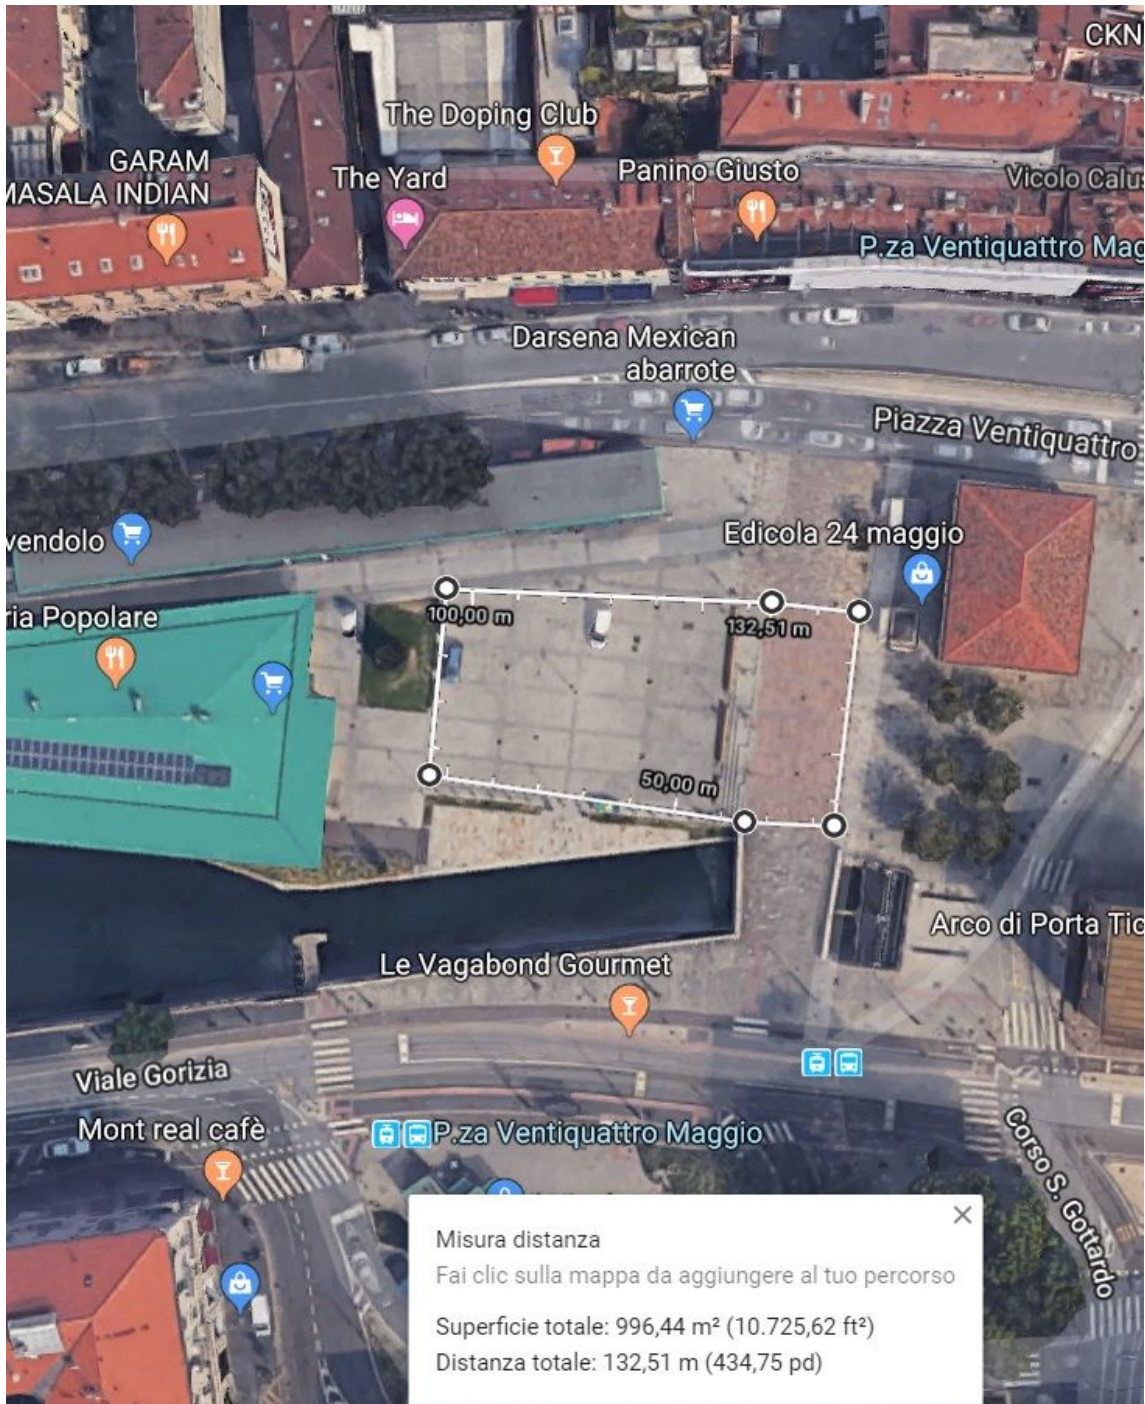 CKN
The Doping Club
GARAM
MASALA INDIAN
The Yard
Panino Giusto
Vicolo Calus
P.za Ventiquattro Mag
Darsena Mexican
abarrote
Piazza Ventiquattro
vendolo
Edicola 24 maggio
ria Popolare
100,00 m
132,51 m
50,00 m
Arco di Porta Tic
Le Vagabond Gourmet
Viale Gorizia
Mont real cafè
P.za Ventiquattro Maggio
Corso S. Gottardo
Misura distanza
Fai clic sulla mappa da aggiungere al tuo percorso
Superficie totale: 996,44 m² (10.725,62 ft²)
Distanza totale: 132,51 m (434,75 pd)